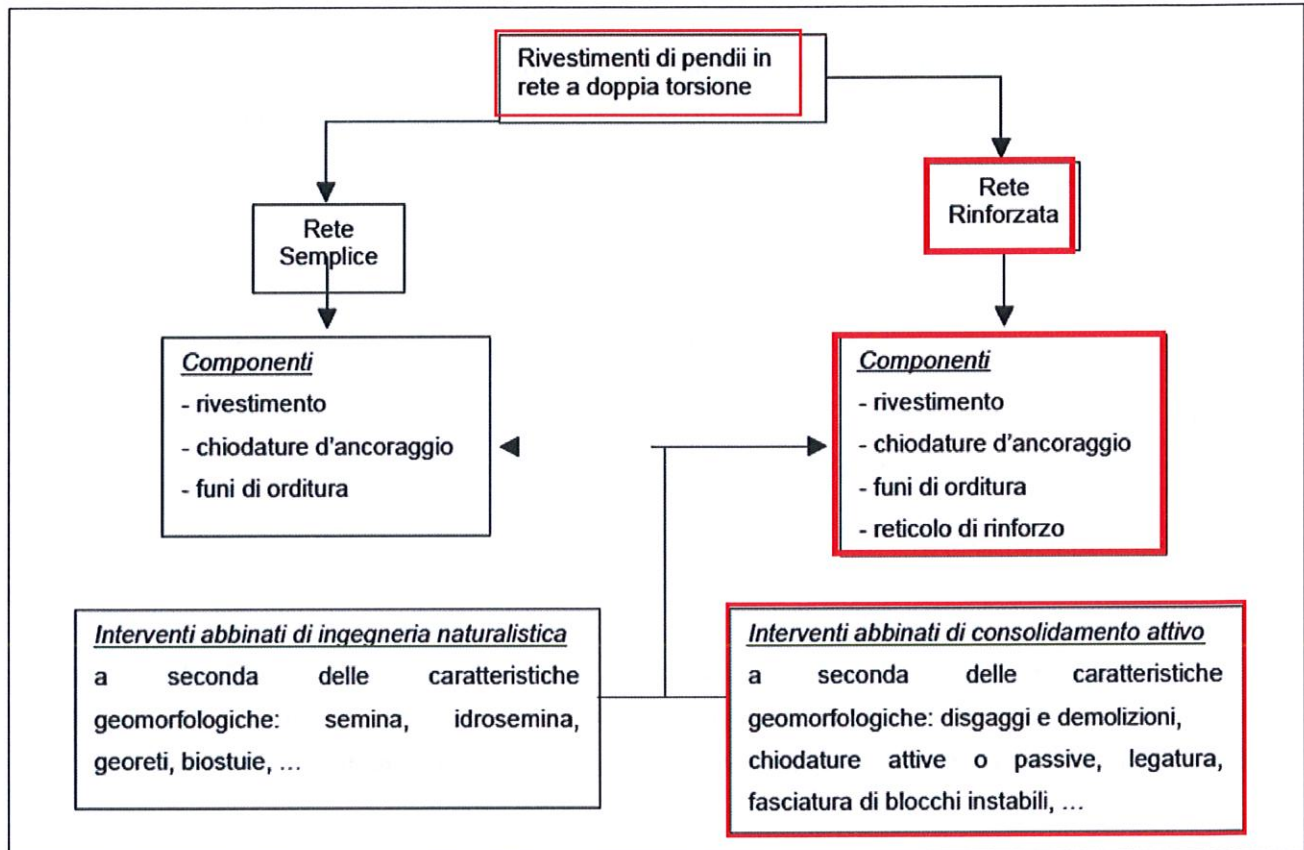 Rivestimenti di pendii in
rete a doppia torsione
Rete
Semplice
Rete
Rinforzata
Componenti
- rivestimento
- chiodature d'ancoraggio
- funi di orditura
Componenti
- rivestimento
- chiodature d'ancoraggio
- funi di orditura
- reticolo di rinforzo
Interventi abbinati di ingegneria naturalistica
a seconda delle caratteristiche
geomorfologiche: semina, idrosemina,
georeti, biostuie, ...
Interventi abbinati di consolidamento attivo
a seconda delle caratteristiche
geomorfologiche: disgaggi e demolizioni,
chiodature attive o passive, legatura,
fasciatura di blocchi instabili, ...